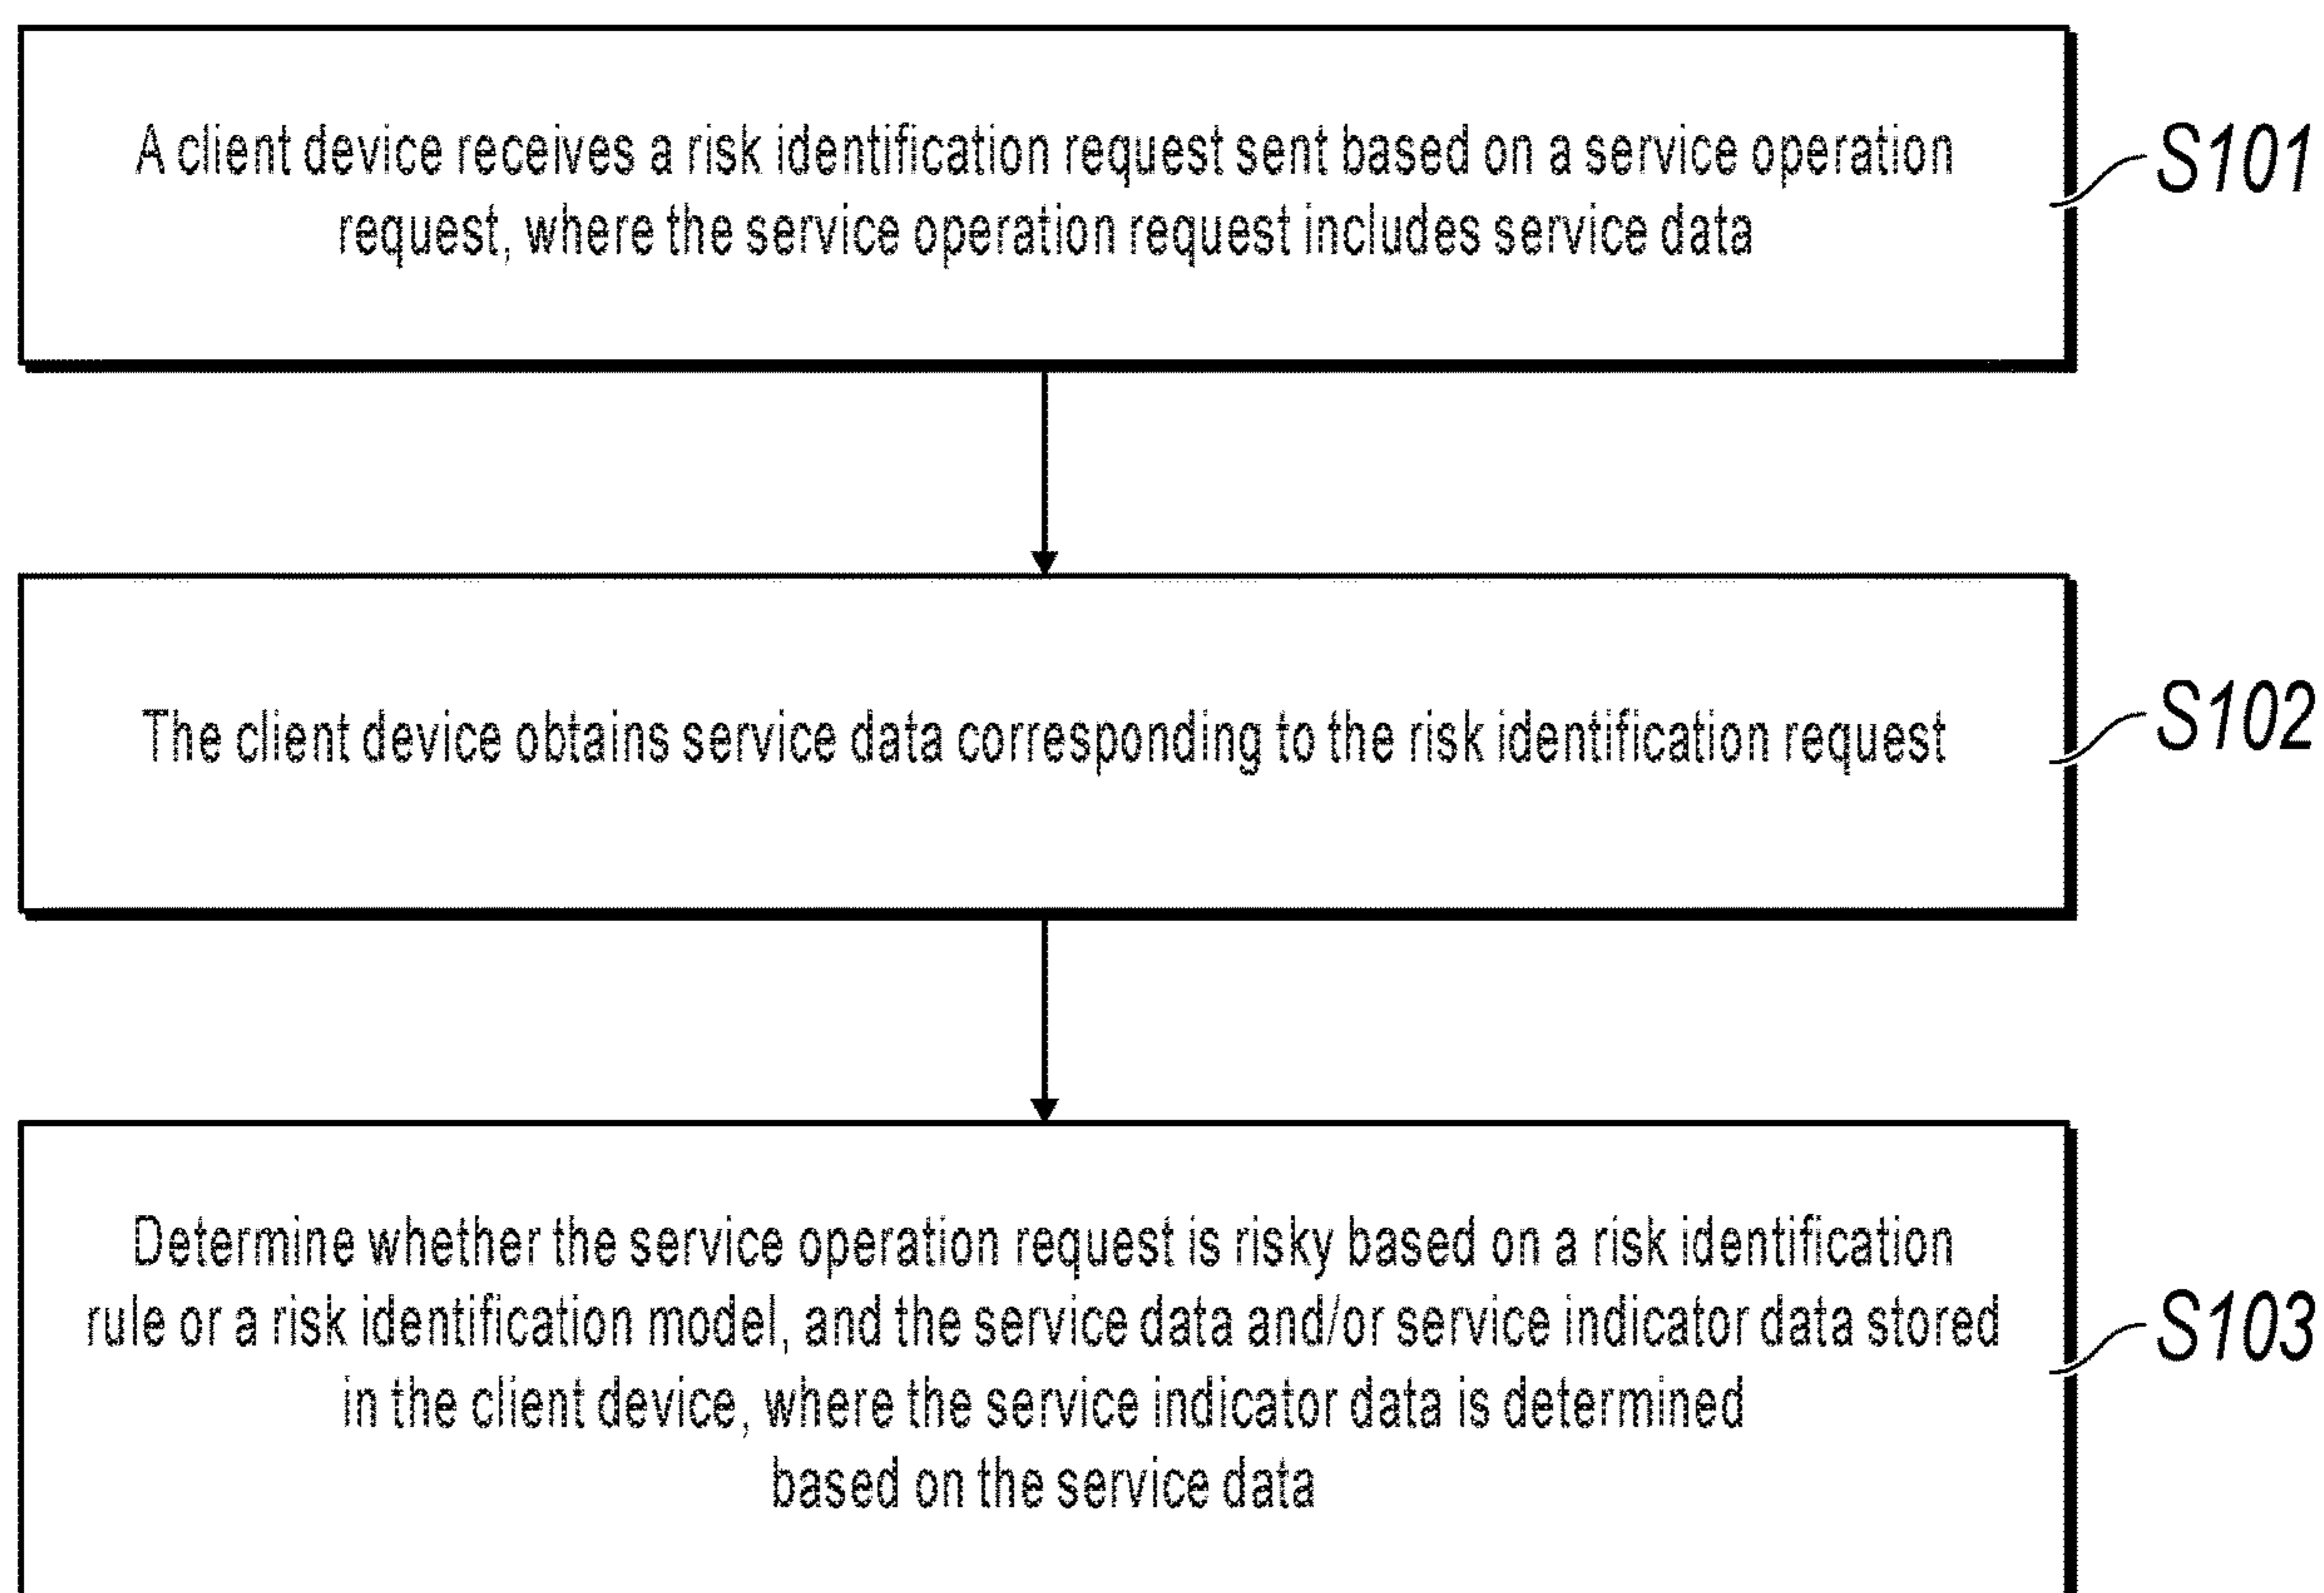 A client device receives a risk identification request sent based on a service operation
request, where the service operation request includes service data
S101
The client device obtains service data corresponding to the risk identification request
S102
Determine whether the service operation request is risky based on a risk identification
rule or a risk identification model, and the service data and/or service indicator data stored
in the client device, where the service indicator data is determined
based on the service data
S103